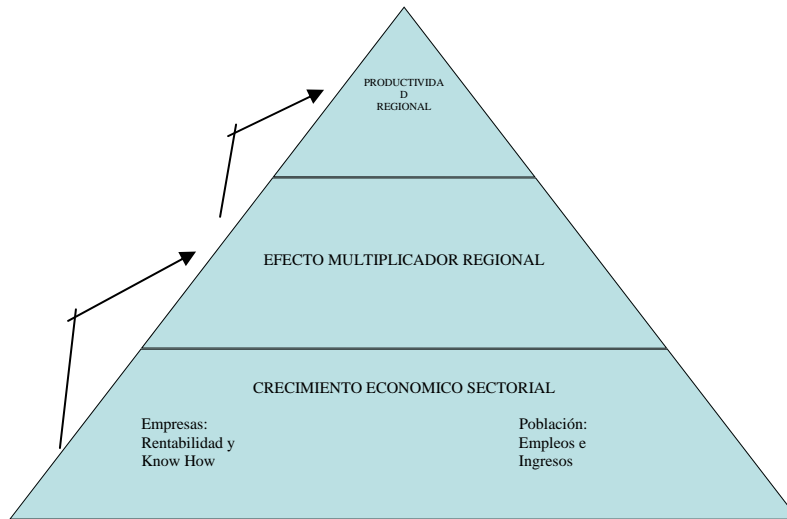 PRODUCTIVIDA
D
REGIONAL
EFECTO MULTIPLICADOR REGIONAL
CRECIMIENTO ECONOMICO SECTORIAL
Empresas:
Rentabilidad y
Know How
Población:
Empleos e
Ingresos